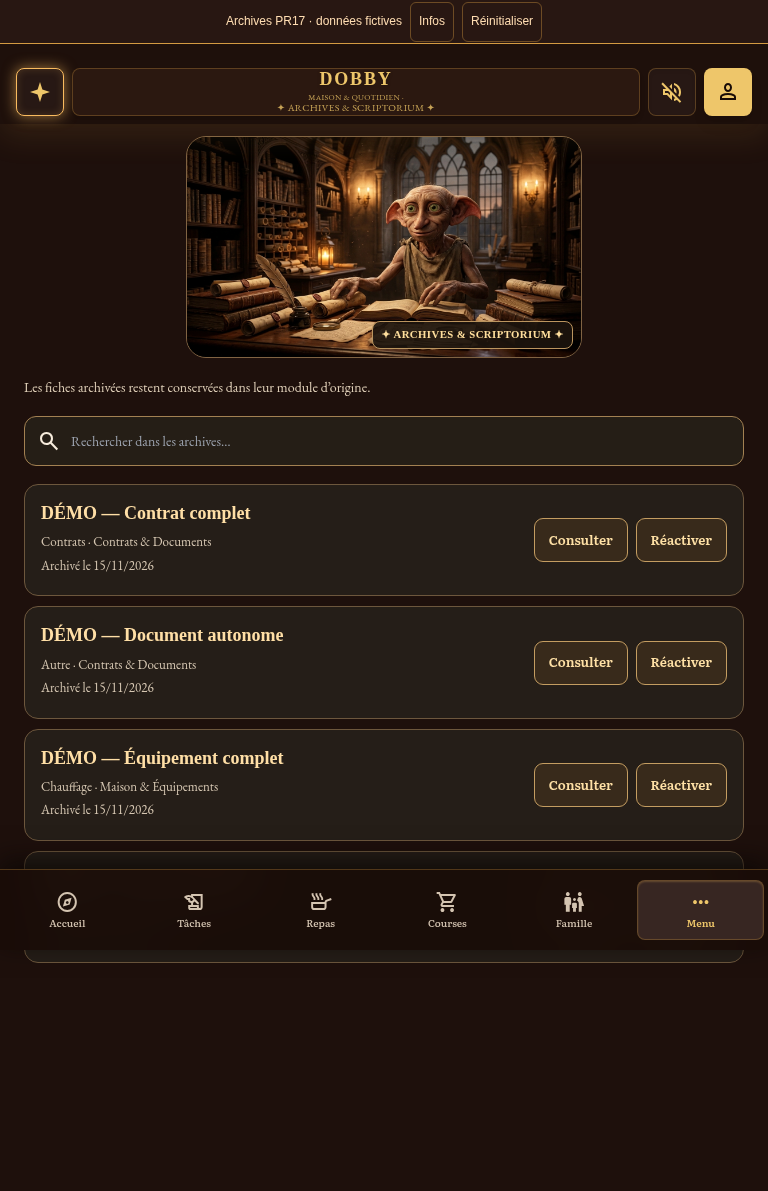 Archives PR17 · données fictives
Infos
Réinitialiser
DOBBY
MAISON & QUOTIDIEN ·
✦ ARCHIVES & SCRIPTORIUM ✦
✦ ARCHIVES & SCRIPTORIUM ✦
Les fiches archivées restent conservées dans leur module d’origine.
Rechercher dans les archives…
DÉMO — Contrat complet
Contrats · Contrats & Documents
Archivé le 15/11/2026
Consulter
Réactiver
DÉMO — Document autonome
Autre · Contrats & Documents
Archivé le 15/11/2026
Consulter
Réactiver
DÉMO — Équipement complet
Chauffage · Maison & Équipements
Archivé le 15/11/2026
Consulter
Réactiver
Accueil
Tâches
Repas
Courses
Famille
Menu